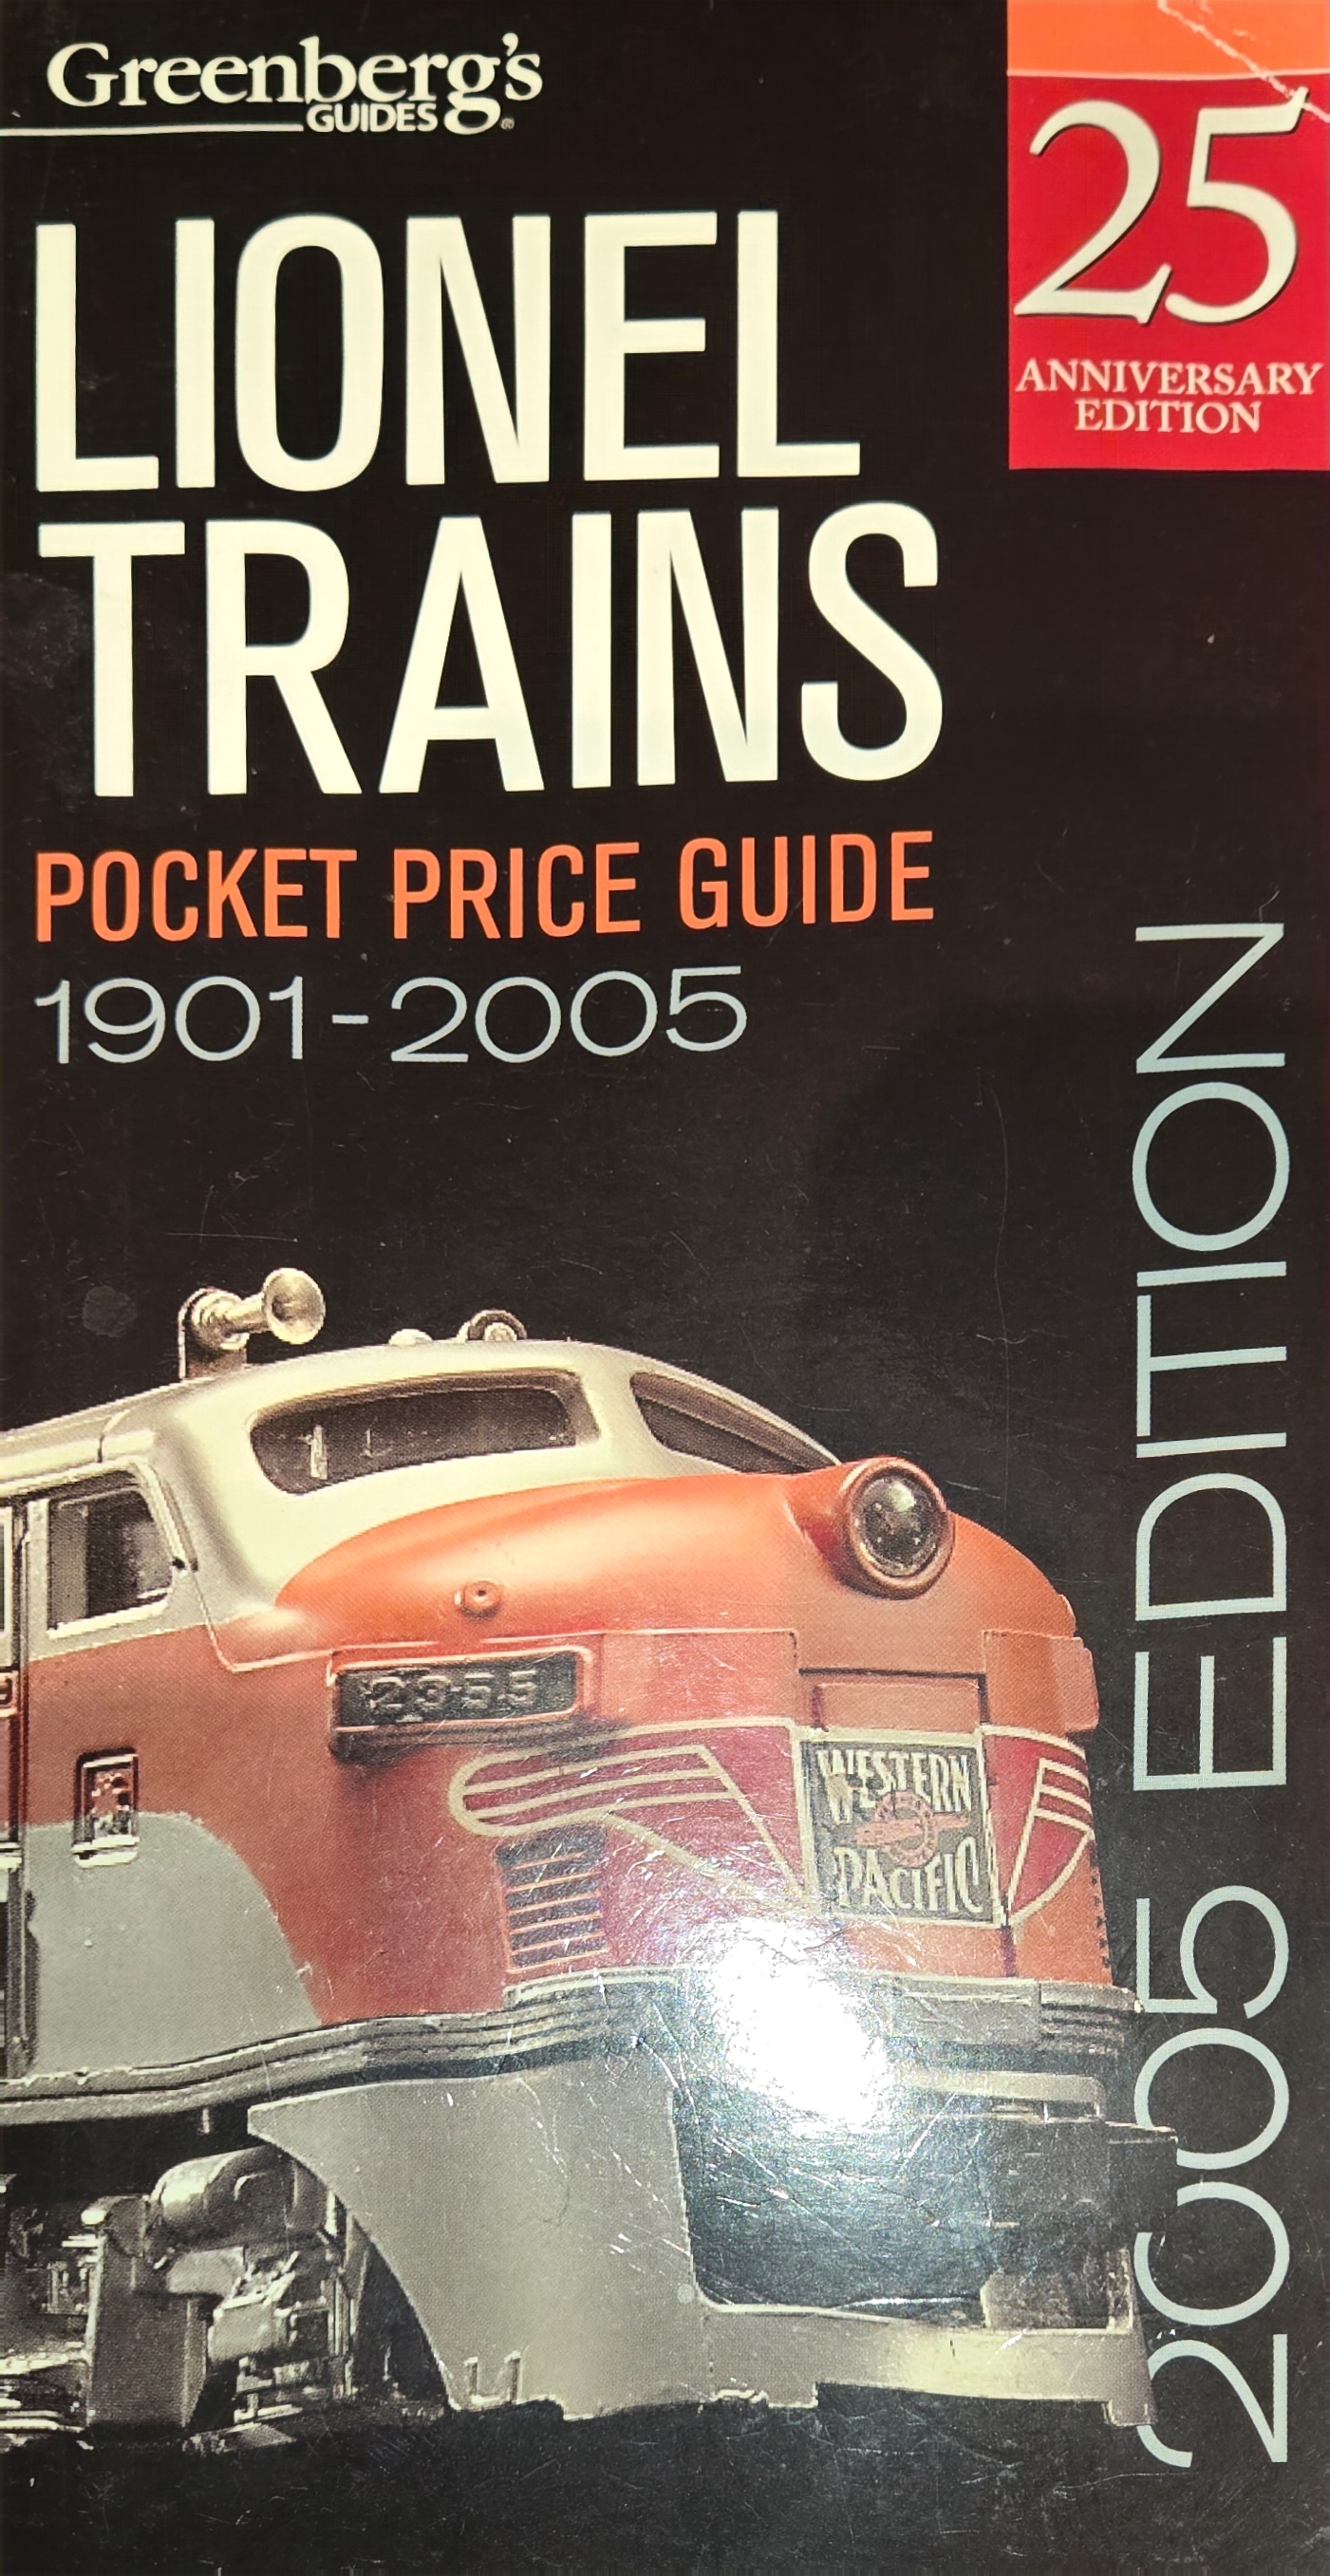 Greenberg's
GUIDES®
25
ANNIVERSARY
EDITION
LIONEL
TRAINS
POCKET PRICE GUIDE
1901-2005
2005 EDITION
2355
WESTERN
PACIFIC